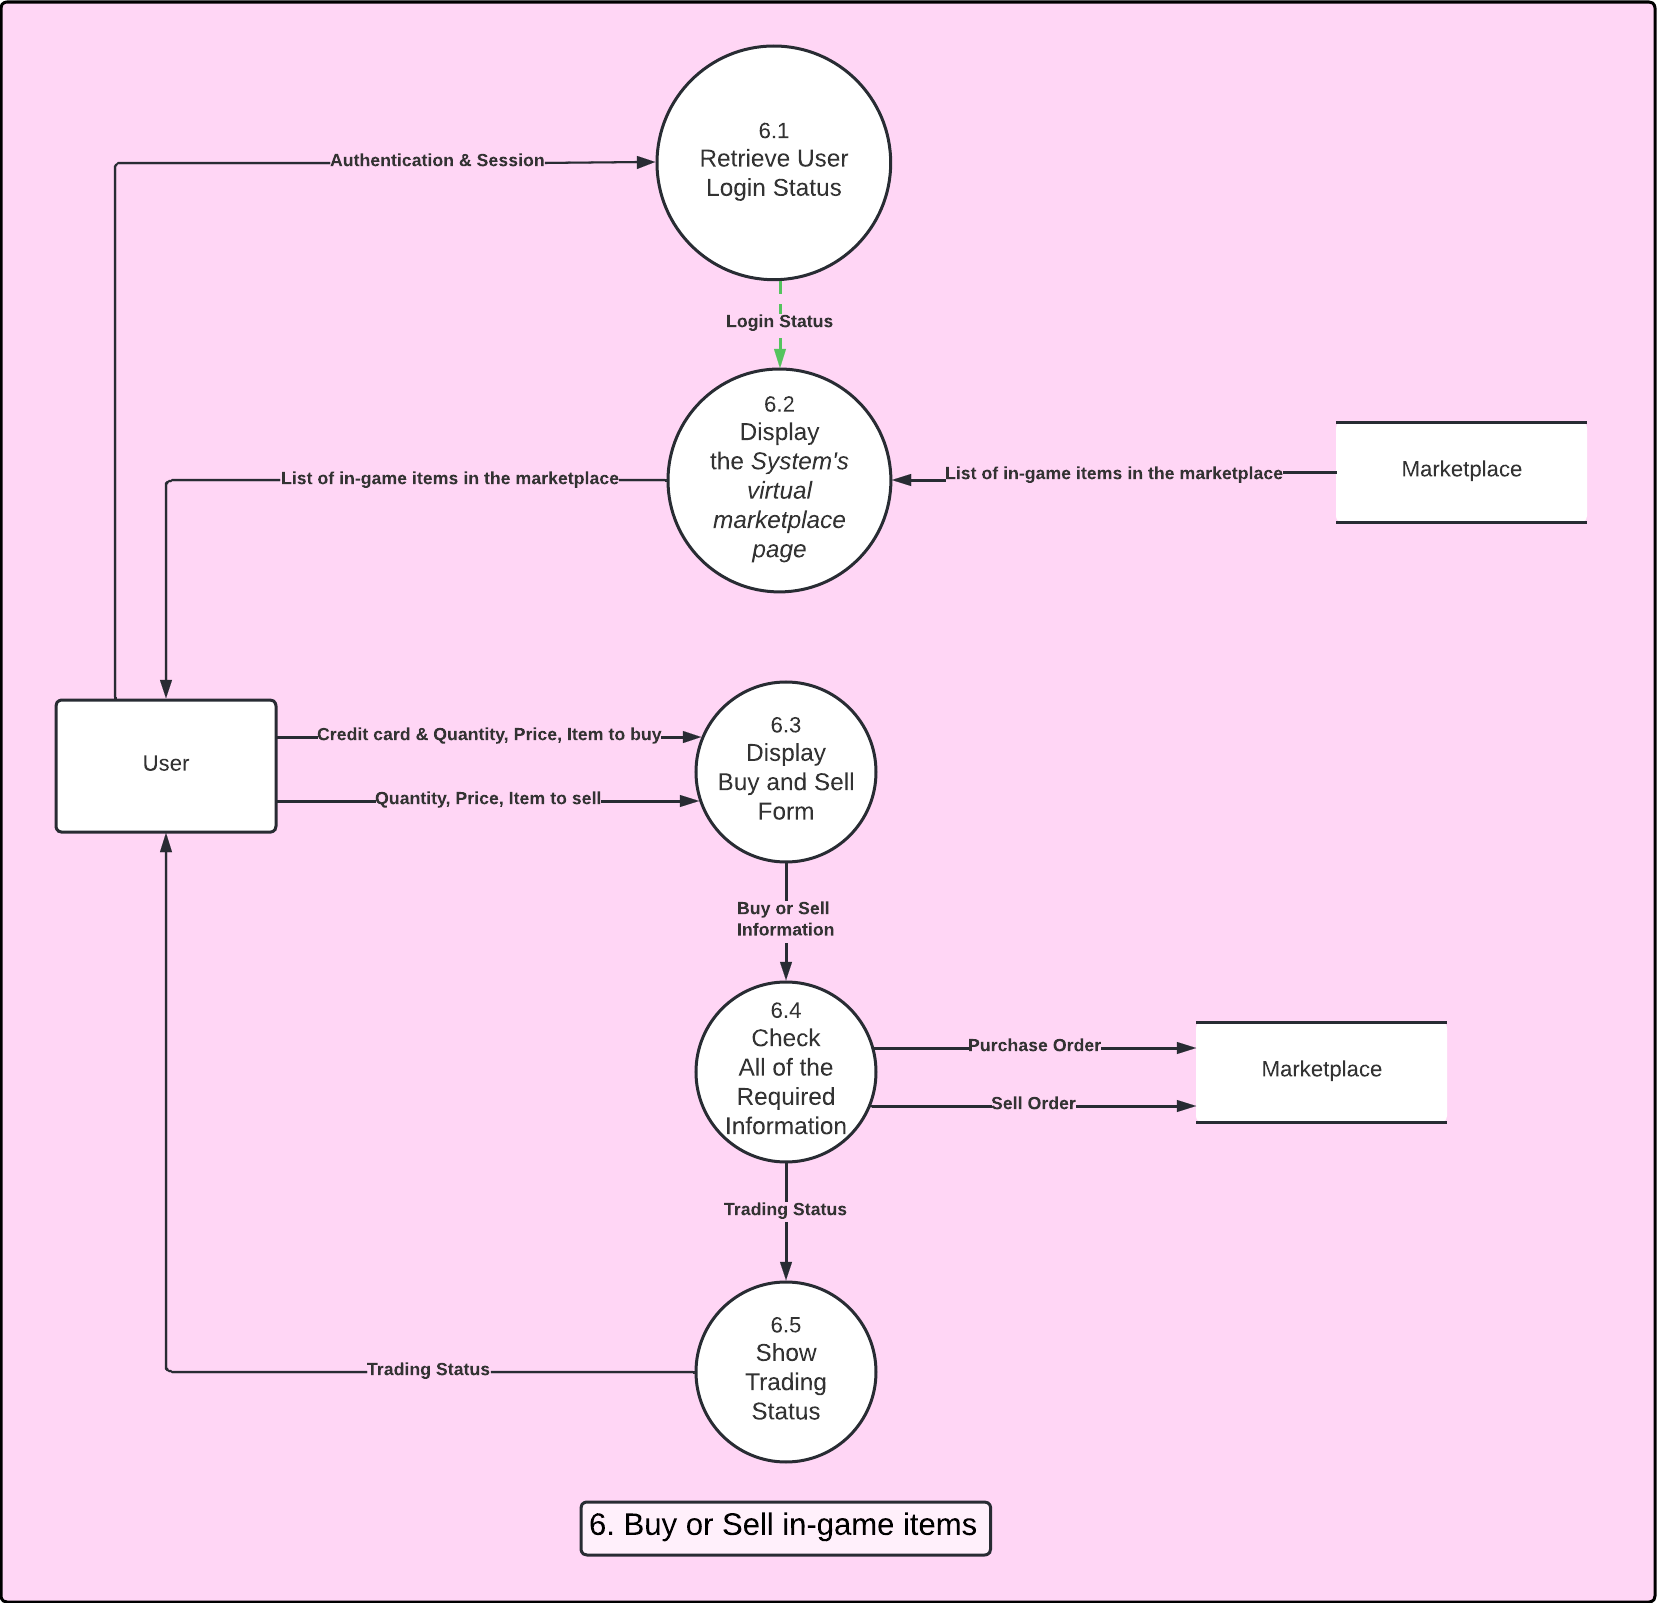 6.1
Retrieve User
Login Status
Authentication & Session
Login Status
6.2
Display
the System's
virtual
marketplace
page
List of in-game items in the marketplace
List of in-game items in the marketplace
Marketplace
User
Credit card & Quantity, Price, Item to buy
Quantity, Price, Item to sell
6.3
Display
Buy and Sell
Form
Buy or Sell
Information
6.4
Check
All of the
Required
Information
Purchase Order
Sell Order
Marketplace
Trading Status
6.5
Show
Trading
Status
Trading Status
6. Buy or Sell in-game items